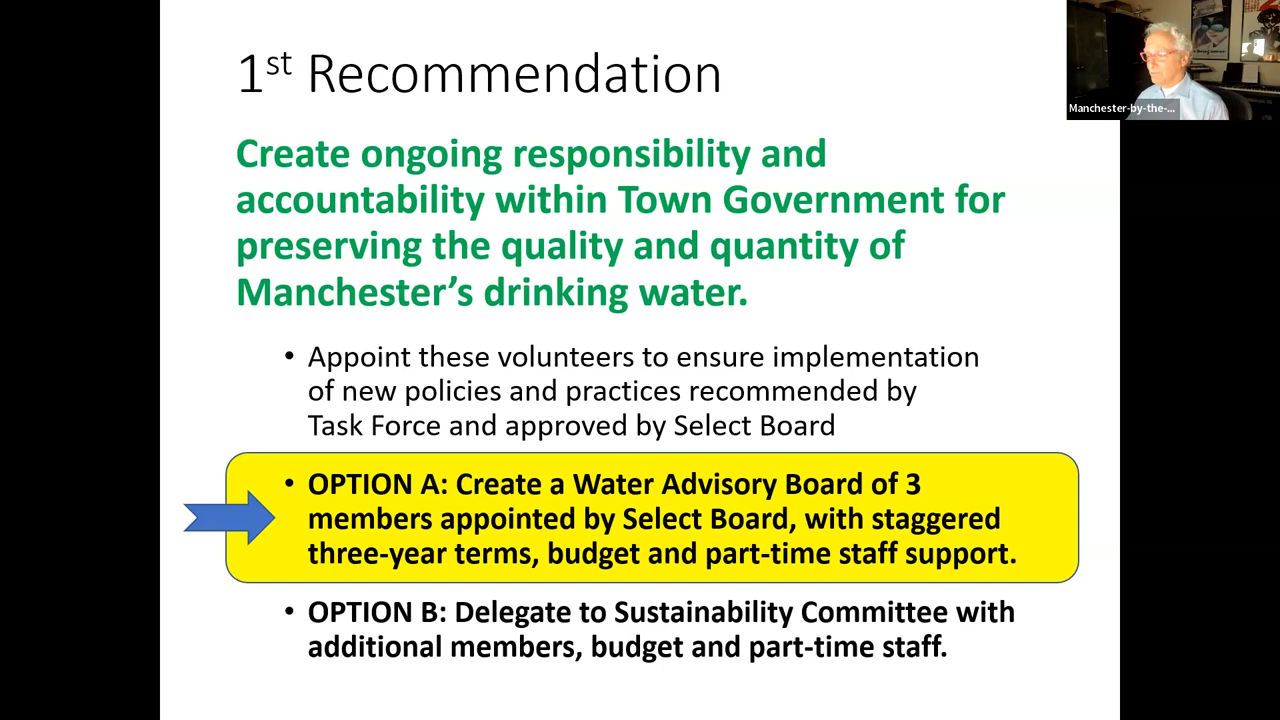 1st Recommendation
Manchester-by-the-...
Create ongoing responsibility and
accountability within Town Government for
preserving the quality and quantity of
Manchester’s drinking water.
• Appoint these volunteers to ensure implementation
of new policies and practices recommended by
Task Force and approved by Select Board
• OPTION A: Create a Water Advisory Board of 3
members appointed by Select Board, with staggered
three-year terms, budget and part-time staff support.
• OPTION B: Delegate to Sustainability Committee with
additional members, budget and part-time staff.